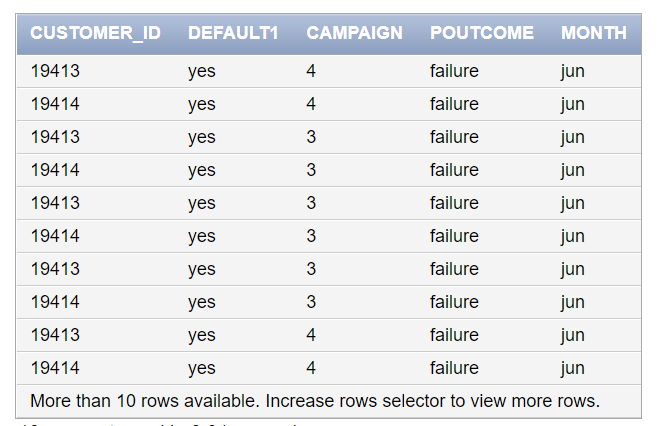 CUSTOMER_ID DEFAULT1 CAMPAIGN POUTCOME MONTH
19413 yes 4 failure jun
19414 yes 4 failure jun
19413 yes 3 failure jun
19414 yes 3 failure jun
19413 yes 3 failure jun
19414 yes 3 failure jun
19413 yes 3 failure jun
19414 yes 3 failure jun
19413 yes 4 failure jun
19414 yes 4 failure jun
More than 10 rows available. Increase rows selector to view more rows.